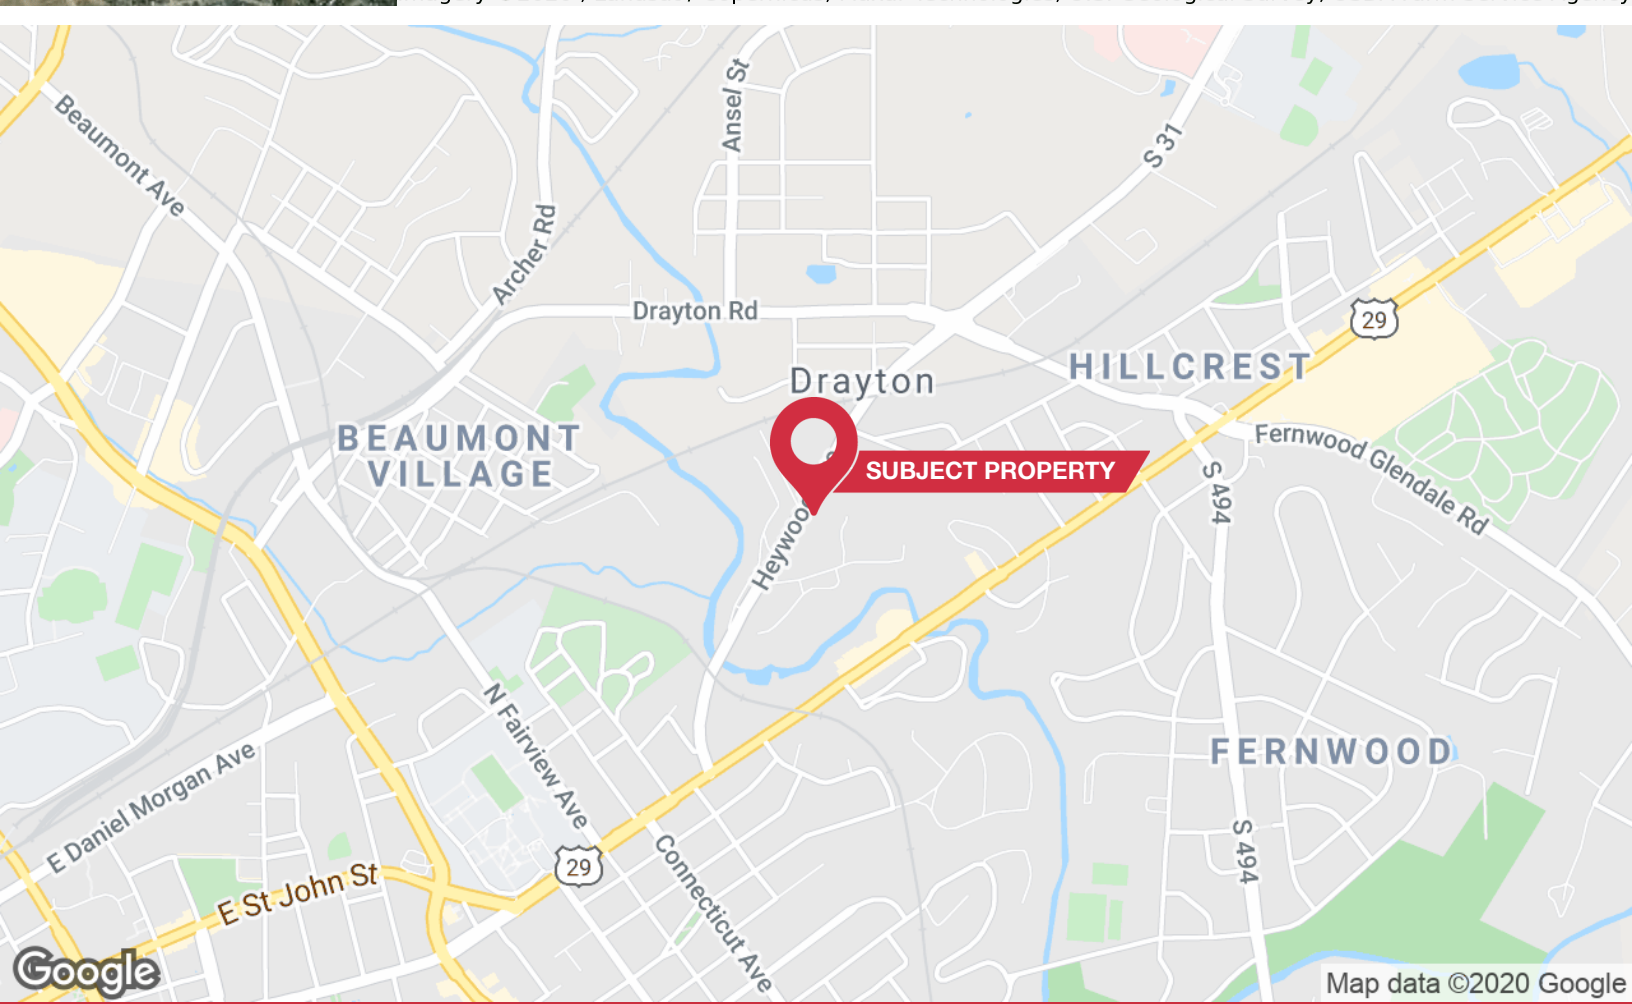 Beaumont Ave
Ansel St
S 31
Archer Rd
Drayton Rd
29
Drayton
HILLCREST
BEAUMONT
VILLAGE
Fernwood Glendale Rd
SUBJECT PROPERTY
S 494
Heywood
N Fairview Ave
FERNWOOD
E Daniel Morgan Ave
29
Connecticut Ave
S 494
E St John St
Google
Map data ©2020 Google